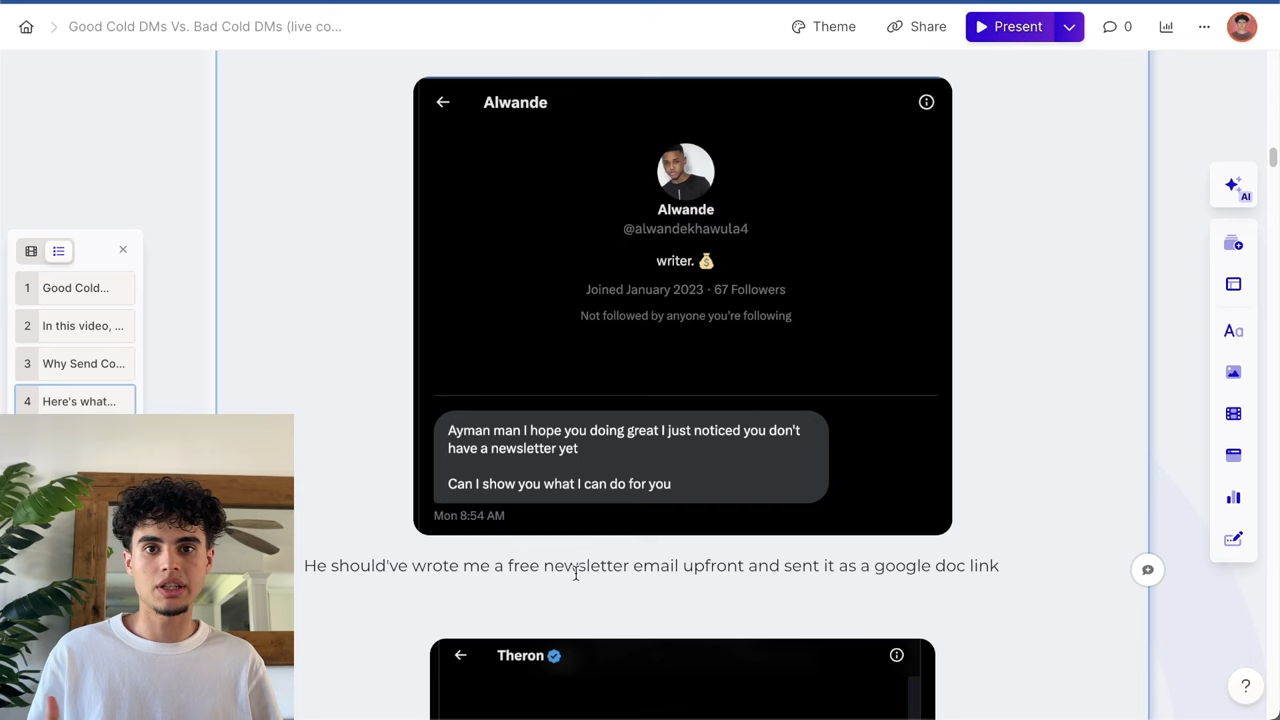 Good Cold DMs Vs. Bad Cold DMs (live co...
Theme
Share
Present
0
Alwande
Alwande
@alwandekhawula4
writer. 💰
Joined January 2023 · 67 Followers
Not followed by anyone you're following
Ayman man I hope you doing great I just noticed you don't
have a newsletter yet
Can I show you what I can do for you
Mon 8:54 AM
He should've wrote me a free newsletter email upfront and sent it as a google doc link
Theron
1 Good Cold...
2 In this video, ...
3 Why Send Co...
4 Here's what...
AI
Aa
?